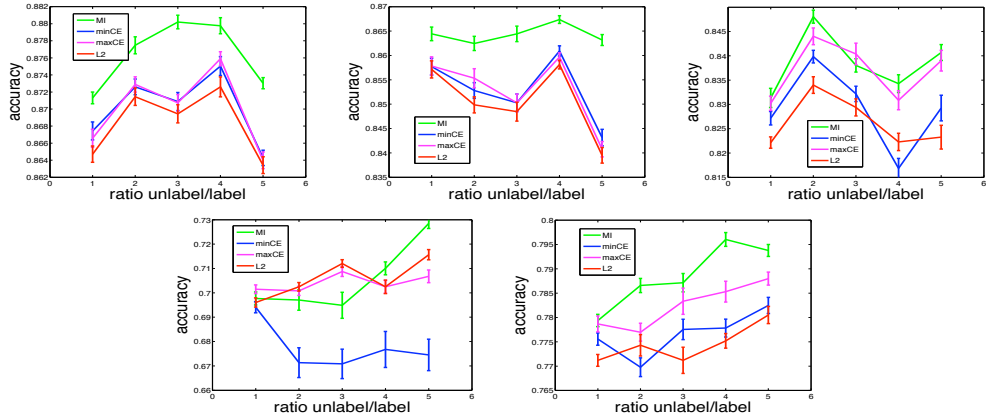 0.882
0.88
0.878
0.876
0.874
0.872
0.87
0.868
0.866
0.864
0.862
accuracy
MI
minCE
maxCE
L2
0 1 2 3 4 5 6
ratio unlabel/label
0.87
0.865
0.86
0.855
0.85
0.845
0.84
0.835
accuracy
MI
minCE
maxCE
L2
0 1 2 3 4 5 6
ratio unlabel/label
0.845
0.84
0.835
0.83
0.825
0.82
0.815
accuracy
MI
minCE
maxCE
L2
0 1 2 3 4 5 6
ratio unlabel/label
0.73
0.72
0.71
0.7
0.69
0.68
0.67
0.66
accuracy
MI
minCE
maxCE
L2
0 1 2 3 4 5 6
ratio unlabel/label
0.8
0.795
0.79
0.785
0.78
0.775
0.77
0.765
accuracy
MI
minCE
maxCE
L2
0 1 2 3 4 5 6
ratio unlabel/label